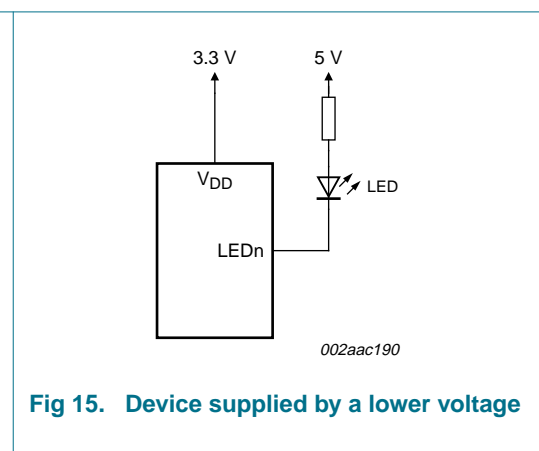 3.3 V
5 V
VDD
LED
LEDn
002aac190
Fig 15. Device supplied by a lower voltage